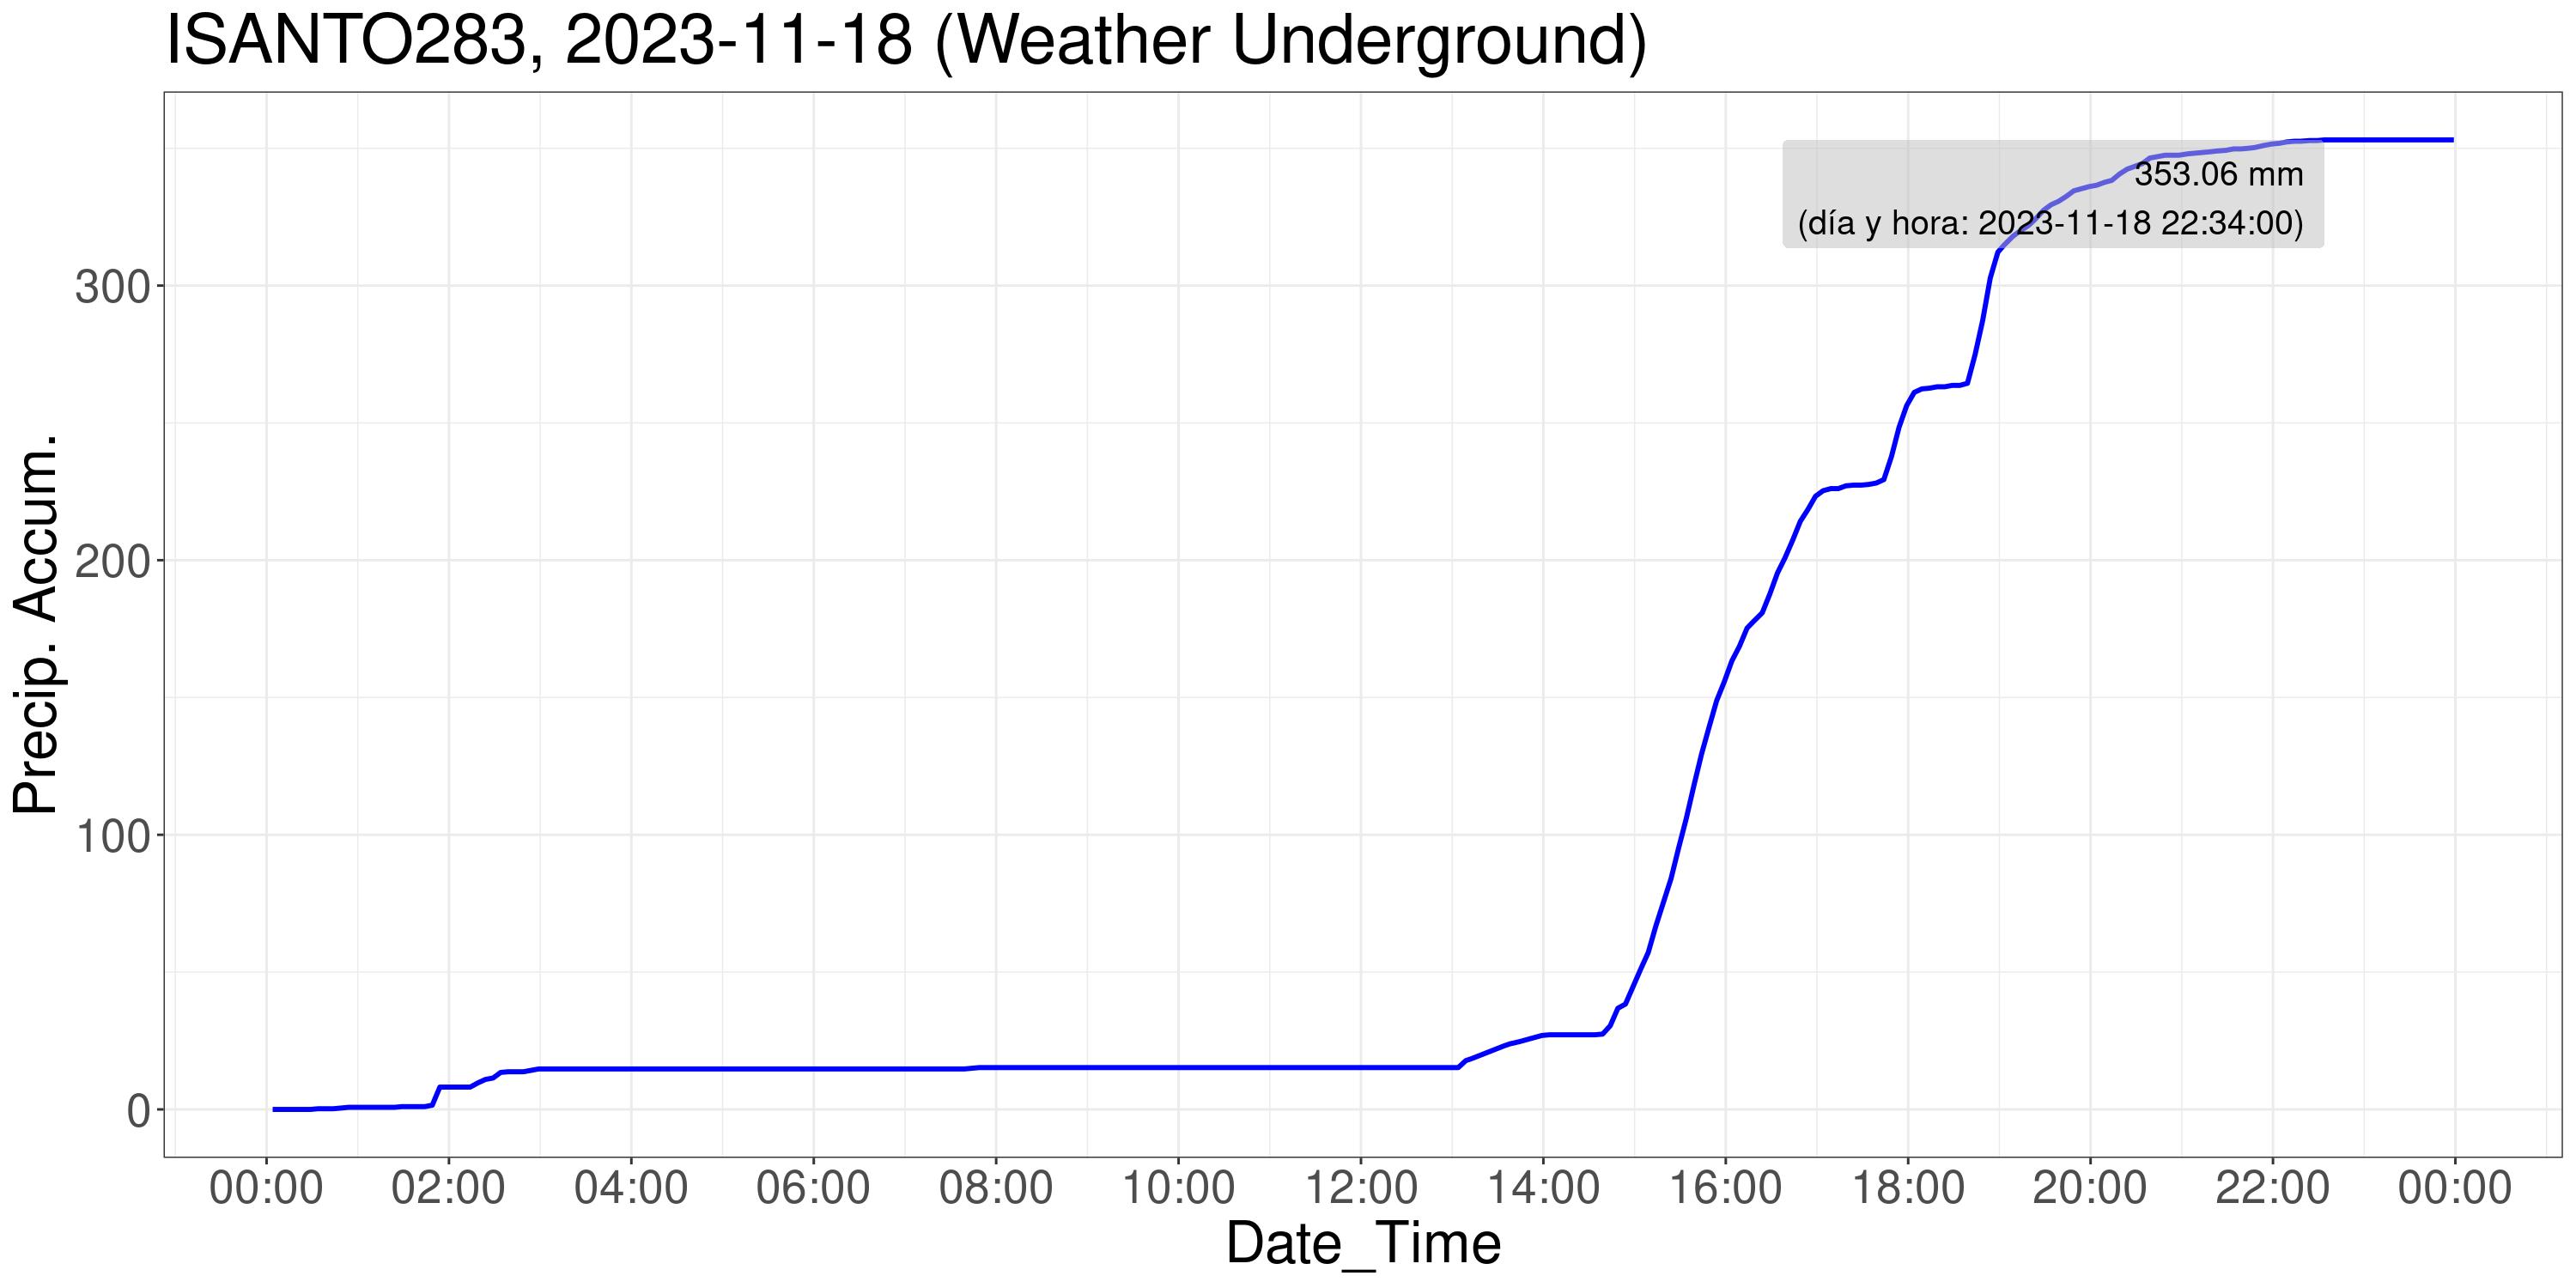 ISANTO283, 2023-11-18 (Weather Underground)
353.06 mm
(día y hora: 2023-11-18 22:34:00)
Precip. Accum.
300
200
100
0
00:00 02:00 04:00 06:00 08:00 10:00 12:00 14:00 16:00 18:00 20:00 22:00 00:00
Date_Time